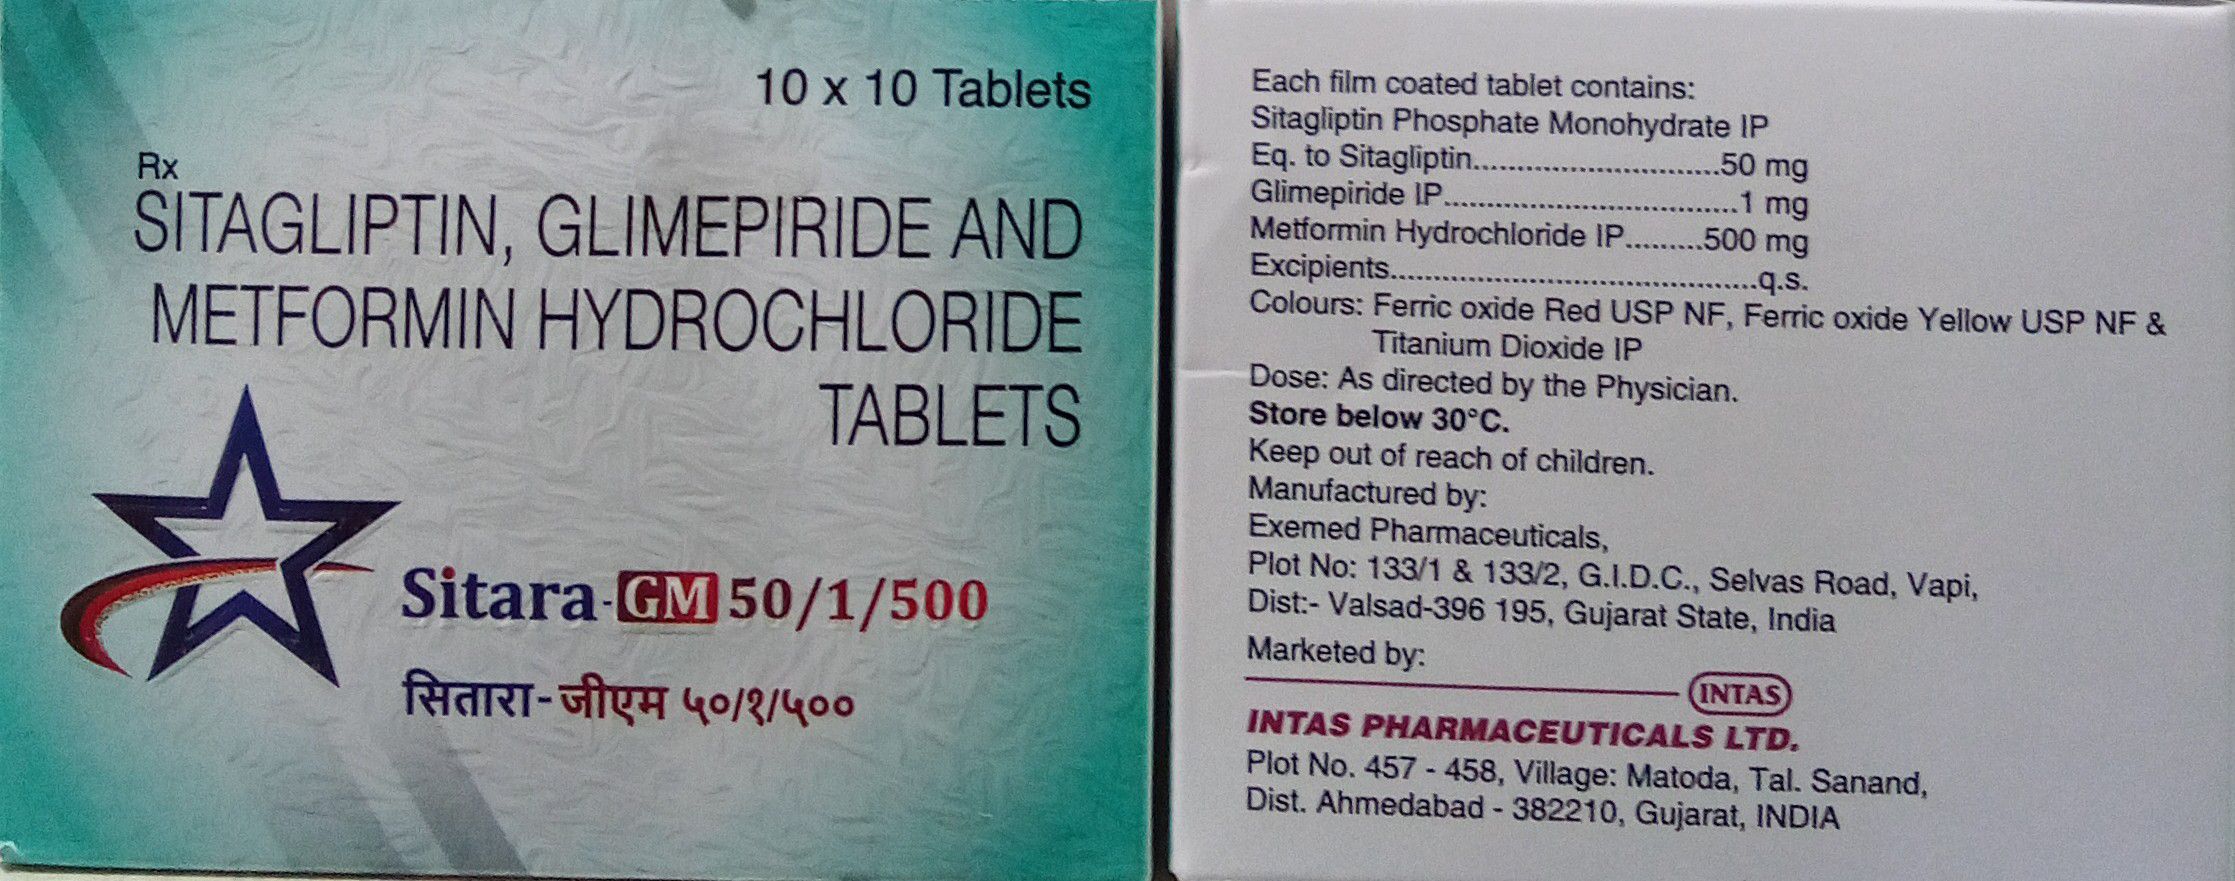 10 x 10 Tablets
Rx
SITAGLIPTIN, GLIMEPIRIDE AND
METFORMIN HYDROCHLORIDE
TABLETS
Sitara-GM 50/1/500
सितारा-जीएम ५०/१/५००
Each film coated tablet contains:
Sitagliptin Phosphate Monohydrate IP
Eq. to Sitagliptin............................50 mg
Glimepiride IP..................................1 mg
Metformin Hydrochloride IP.........500 mg
Excipients..........................................q.s.
Colours: Ferric oxide Red USP NF, Ferric oxide Yellow USP NF &
Titanium Dioxide IP
Dose: As directed by the Physician.
Store below 30°C.
Keep out of reach of children.
Manufactured by:
Exemed Pharmaceuticals,
Plot No: 133/1 & 133/2, G.I.D.C., Selvas Road, Vapi,
Dist:- Valsad-396 195, Gujarat State, India
Marketed by:
INTAS
INTAS PHARMACEUTICALS LTD.
Plot No. 457 - 458, Village: Matoda, Tal. Sanand,
Dist. Ahmedabad - 382210, Gujarat, INDIA